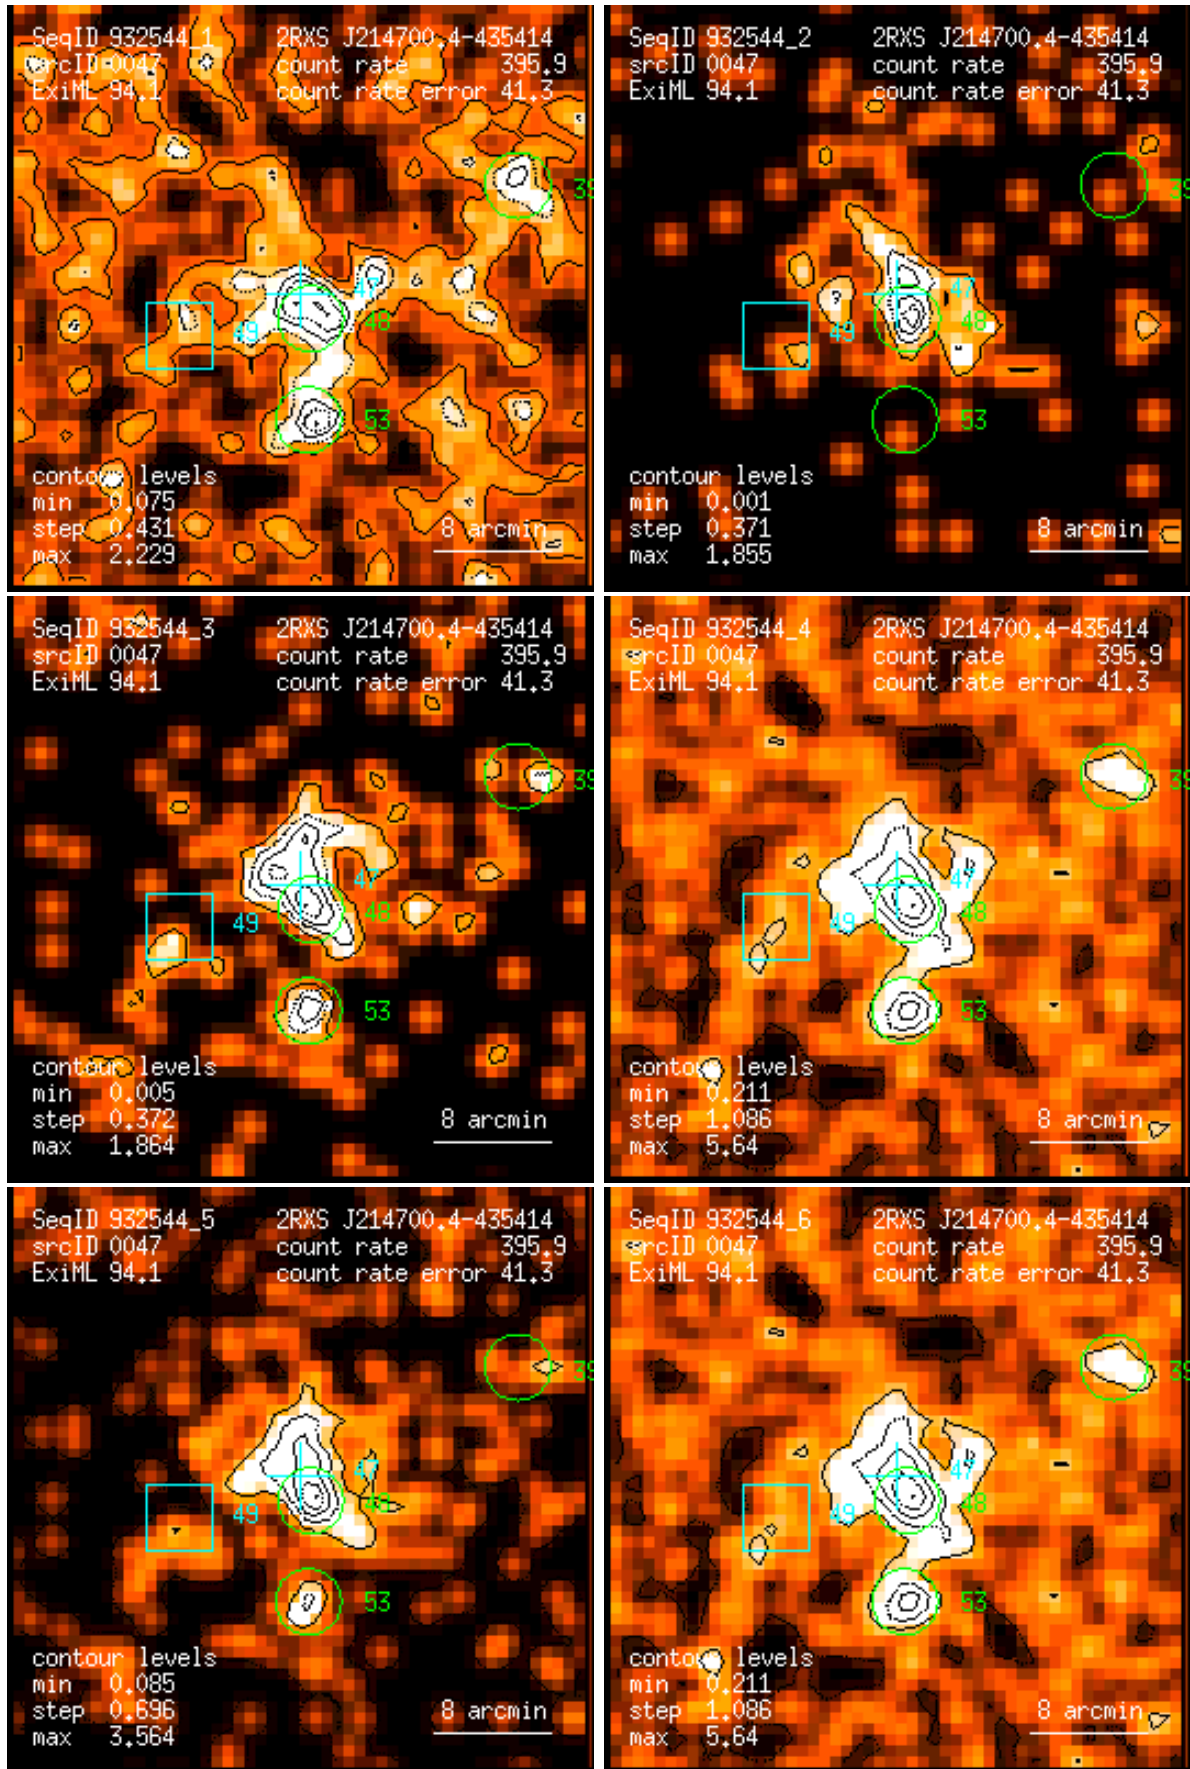 SeqID 932544_1 2RXS J214700.4-435414
srcID 0047 count rate 395.9
ExiML 94.1 count rate error 41.3
39
47
48
49
53
contour levels
min 0.075
step 0.431 8 arcmin
max 2.229
SeqID 932544_2 2RXS J214700.4-435414
srcID 0047 count rate 395.9
ExiML 94.1 count rate error 41.3
39
47
48
49
53
contour levels
min 0.001
step 0.371 8 arcmin
max 1.855
SeqID 932544_3 2RXS J214700.4-435414
srcID 0047 count rate 395.9
ExiML 94.1 count rate error 41.3
39
47
48
49
53
contour levels
min 0.005
step 0.372 8 arcmin
max 1.864
SeqID 932544_4 2RXS J214700.4-435414
srcID 0047 count rate 395.9
ExiML 94.1 count rate error 41.3
39
47
48
49
53
contour levels
min 0.211
step 1.086 8 arcmin
max 5.64
SeqID 932544_5 2RXS J214700.4-435414
srcID 0047 count rate 395.9
ExiML 94.1 count rate error 41.3
39
47
48
49
53
contour levels
min 0.085
step 0.696 8 arcmin
max 3.564
SeqID 932544_6 2RXS J214700.4-435414
srcID 0047 count rate 395.9
ExiML 94.1 count rate error 41.3
39
47
48
49
53
contour levels
min 0.211
step 1.086 8 arcmin
max 5.64